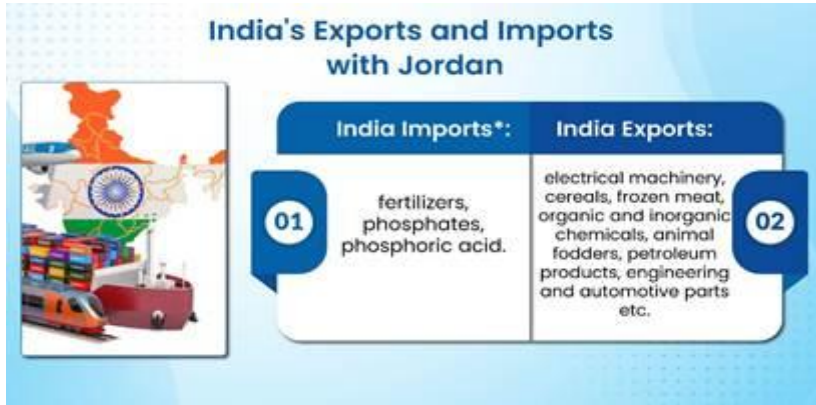 India's Exports and Imports
with Jordan
India Imports*:
India Exports:
01
fertilizers,
phosphates,
phosphoric acid.
electrical machinery,
cereals, frozen meat,
organic and inorganic
chemicals, animal
fodders, petroleum
products, engineering
and automotive parts
etc.
02